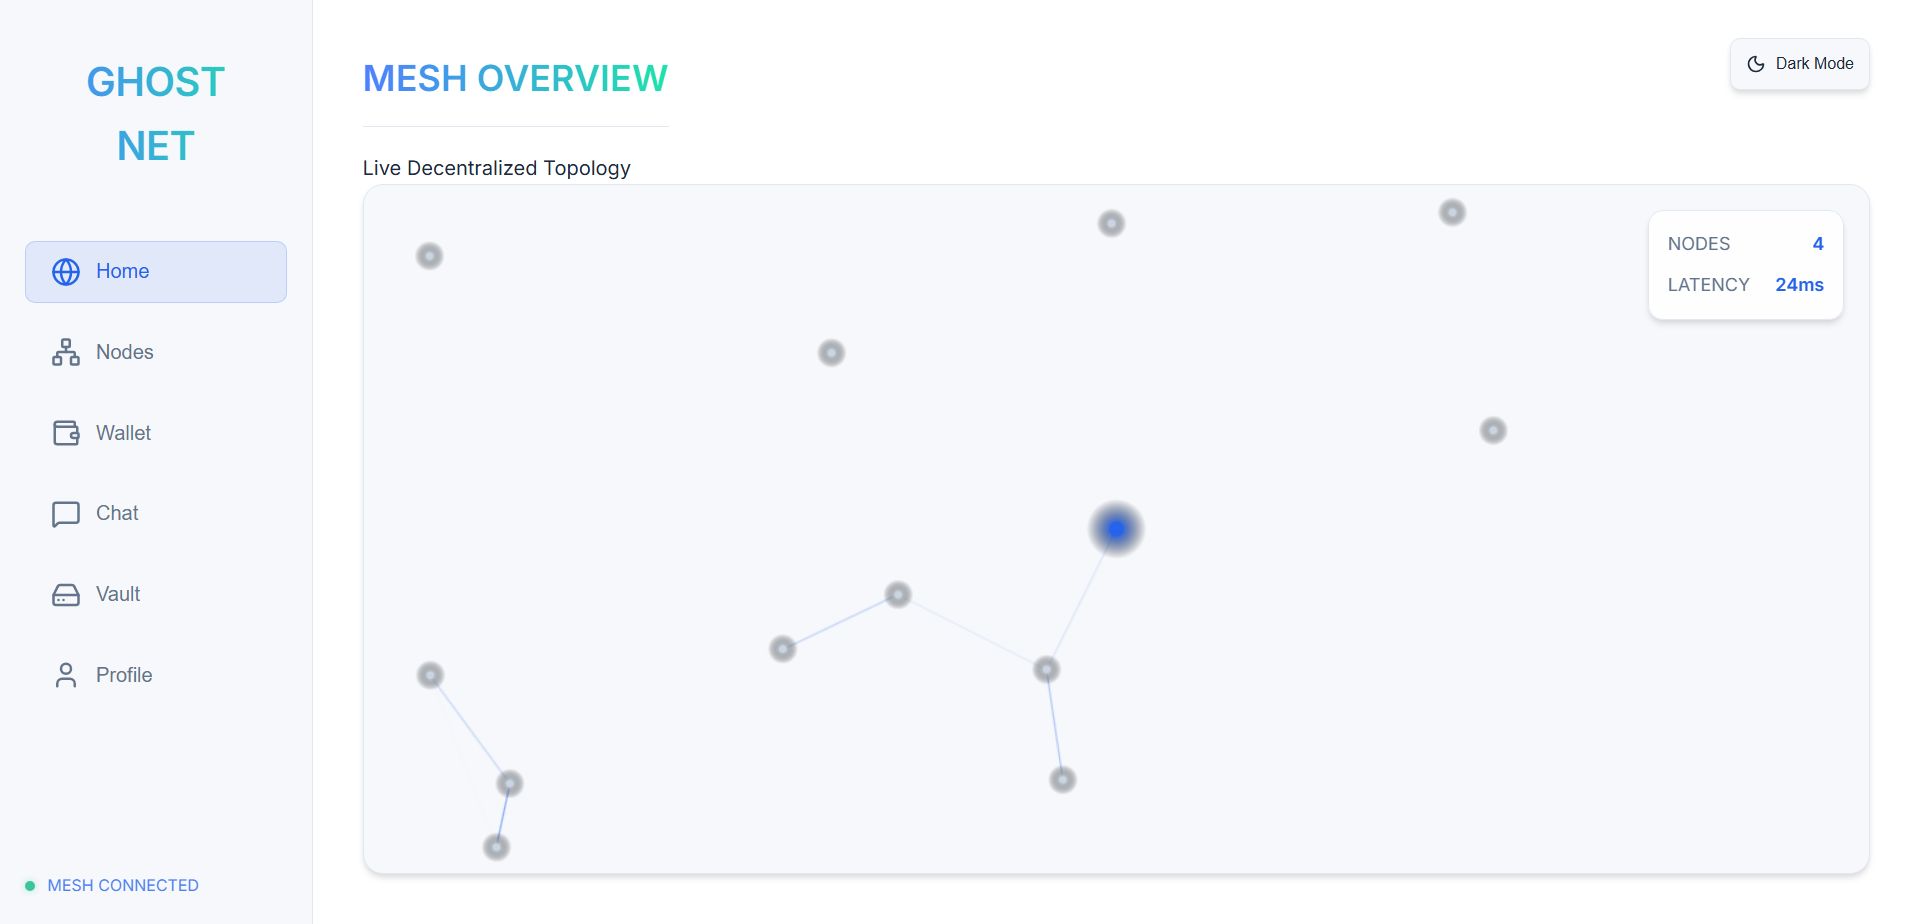 GHOST
NET
Home
Nodes
Wallet
Chat
Vault
Profile
MESH CONNECTED
MESH OVERVIEW
Dark Mode
Live Decentralized Topology
NODES 4
LATENCY 24ms